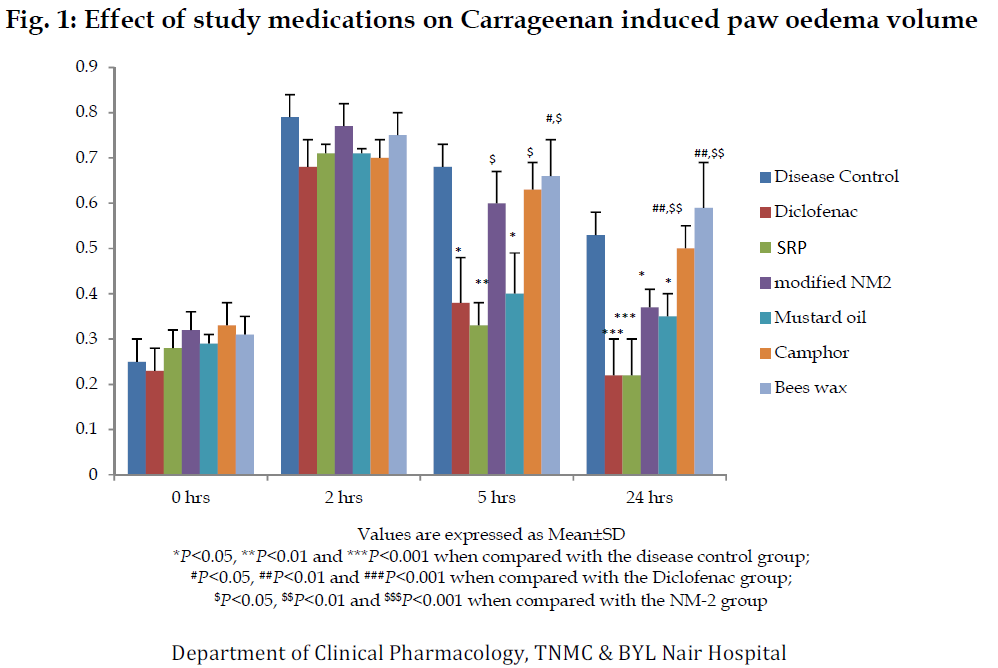 Fig. 1: Effect of study medications on Carrageenan induced paw oedema volume
0.9
0.8
0.7
0.6
0.5
0.4
0.3
0.2
0.1
0
#,$
$
$
*
**
*
##,$$
##,$$
*
*
***
***
0 hrs
2 hrs
5 hrs
24 hrs
Disease Control
Diclofenac
SRP
modified NM2
Mustard oil
Camphor
Bees wax
Values are expressed as Mean±SD
*P<0.05, **P<0.01 and ***P<0.001 when compared with the disease control group;
#P<0.05, ##P<0.01 and ###P<0.001 when compared with the Diclofenac group;
$P<0.05, $$P<0.01 and $$$P<0.001 when compared with the NM-2 group
Department of Clinical Pharmacology, TNMC & BYL Nair Hospital